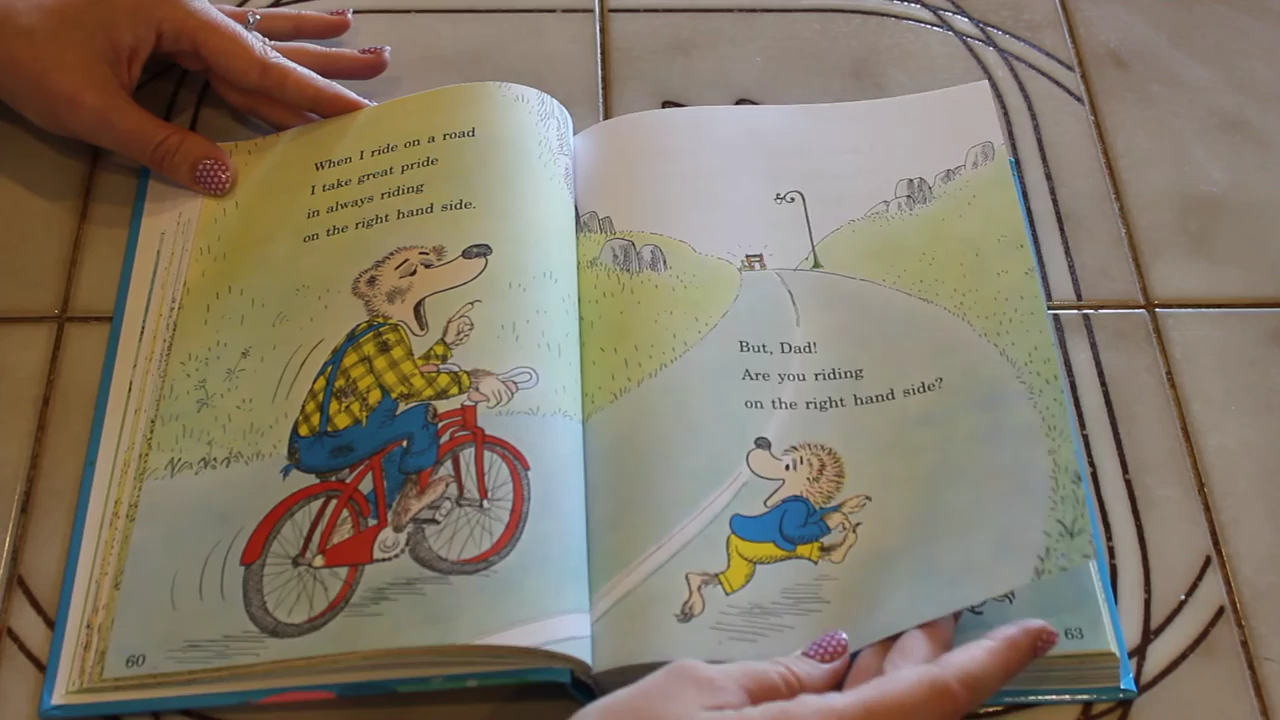 When I ride on a road
I take great pride
in always riding
on the right hand side.
60
But, Dad!
Are you riding
on the right hand side?
63